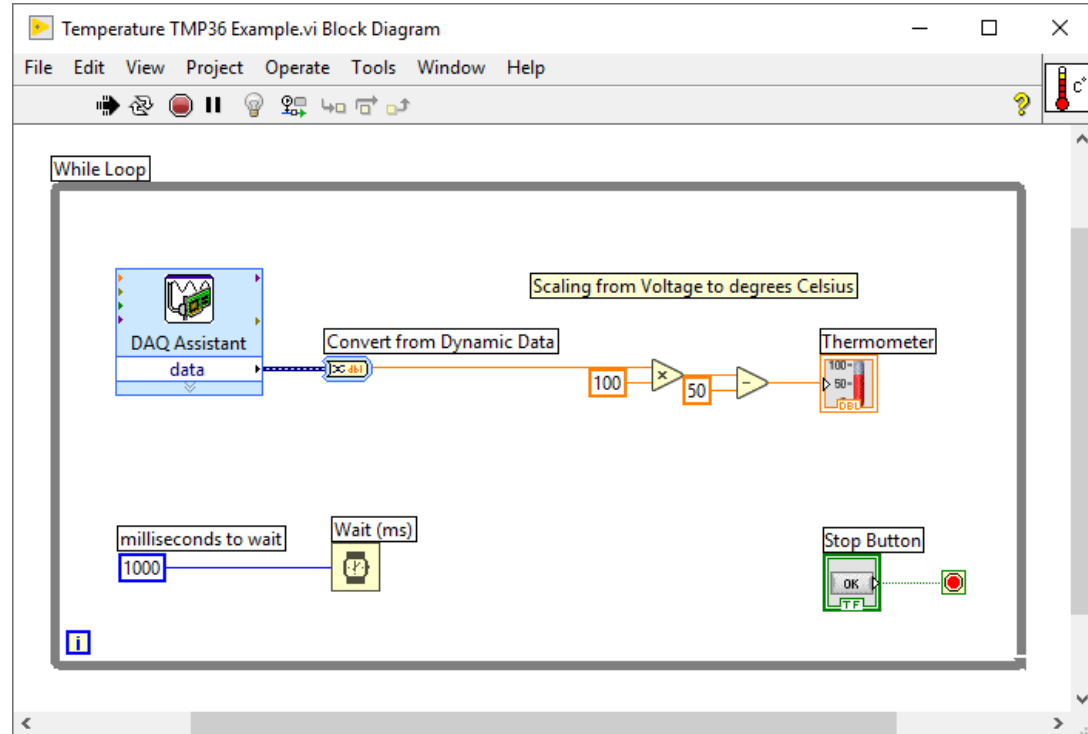 Temperature TMP36 Example.vi Block Diagram
File Edit View Project Operate Tools Window Help
C°
While Loop
Scaling from Voltage to degrees Celsius
DAQ Assistant
data
Convert from Dynamic Data
dbl
100
50
Thermometer
100
50
DBL
milliseconds to wait
1000
Wait (ms)
Stop Button
OK
TF
i